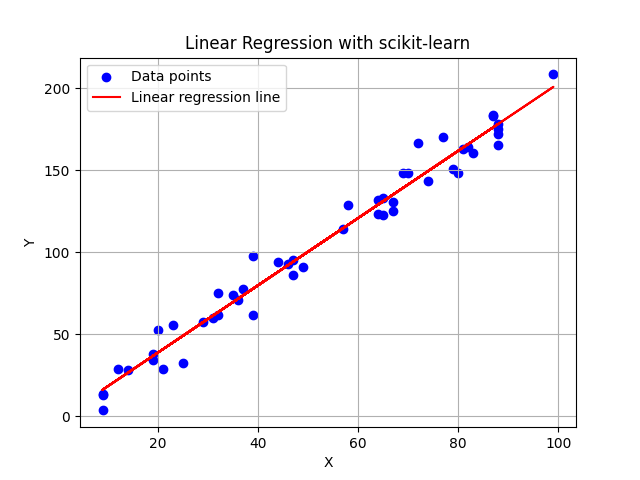 Linear Regression with scikit-learn
Data points
Linear regression line
200
150
100
50
0
Y
20 40 60 80 100
X